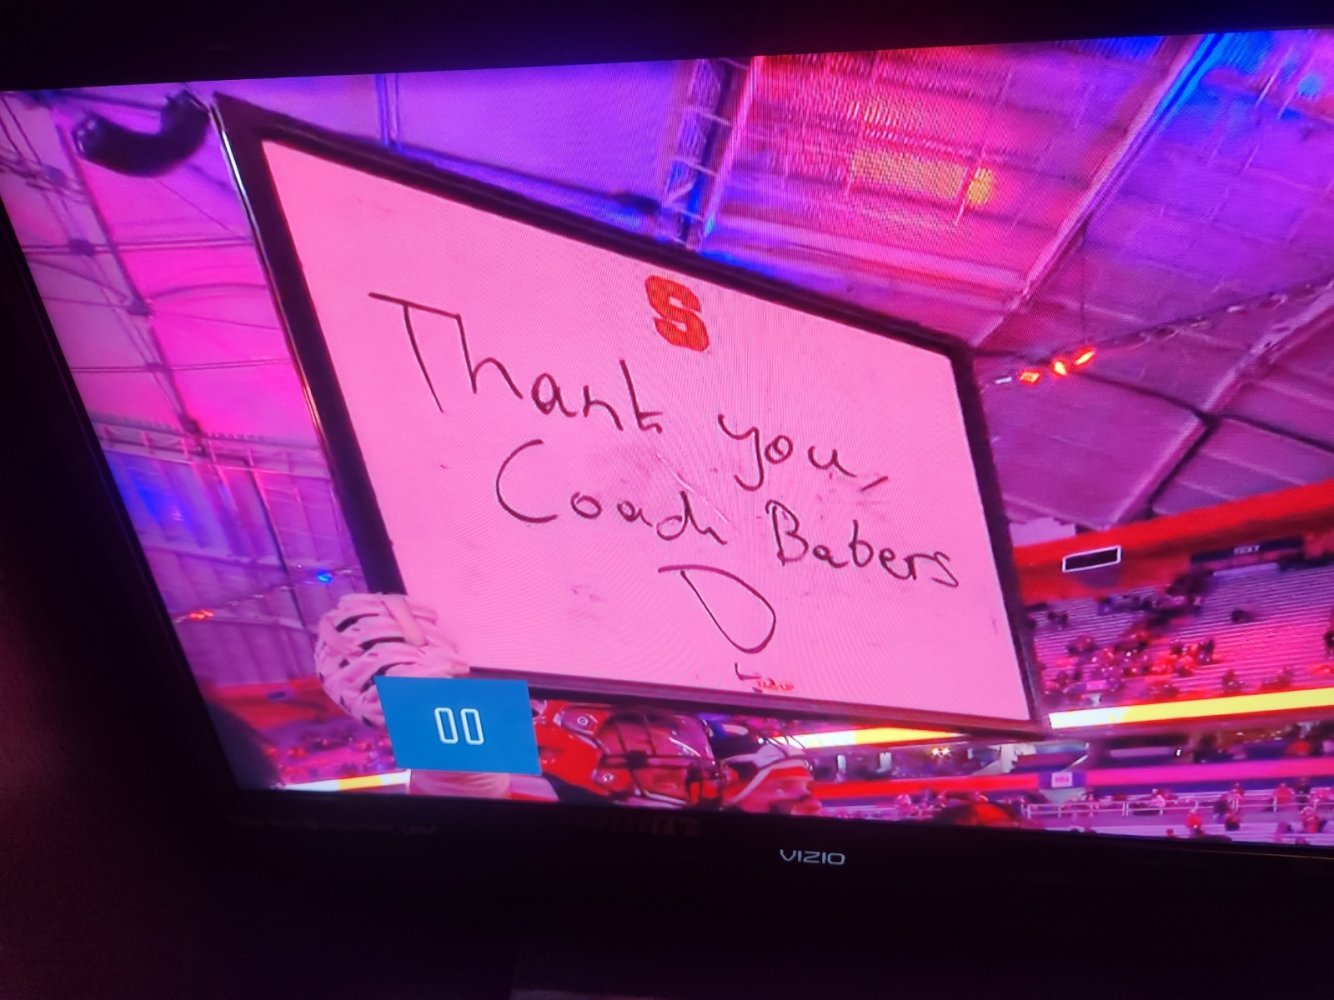 S
Thank you,
Coach Babers
D
00
VIZIO